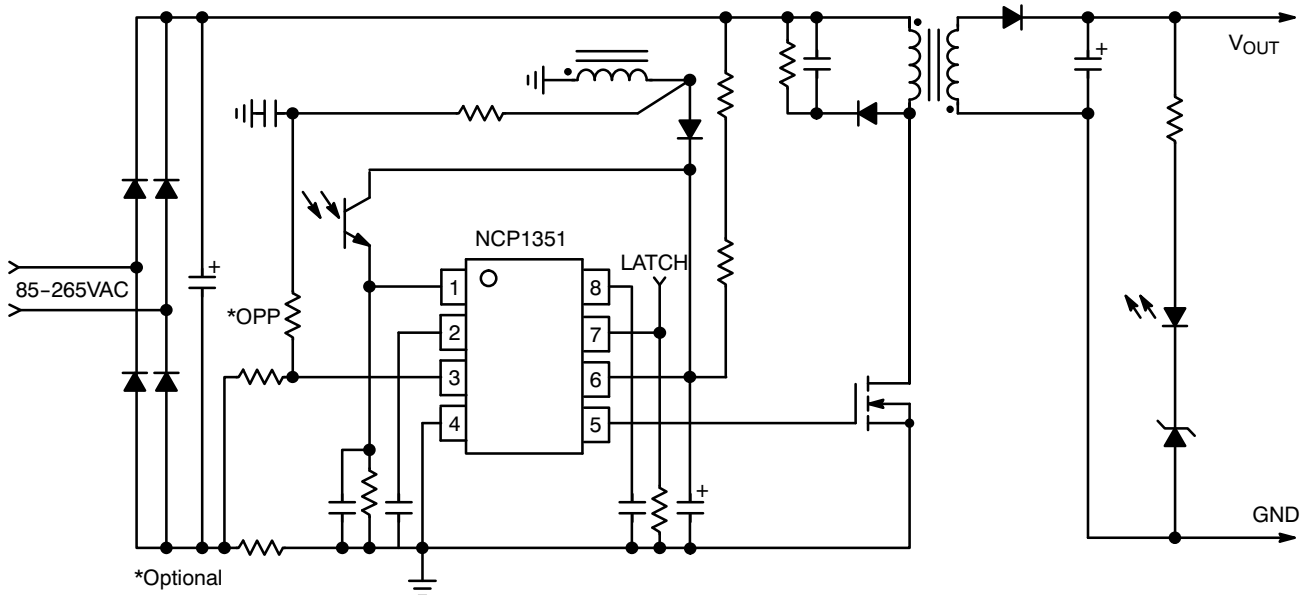 V_OUT
+
NCP1351
LATCH
+
85−265VAC
1
8
*OPP
2
7
3
6
4
5
+
GND
*Optional